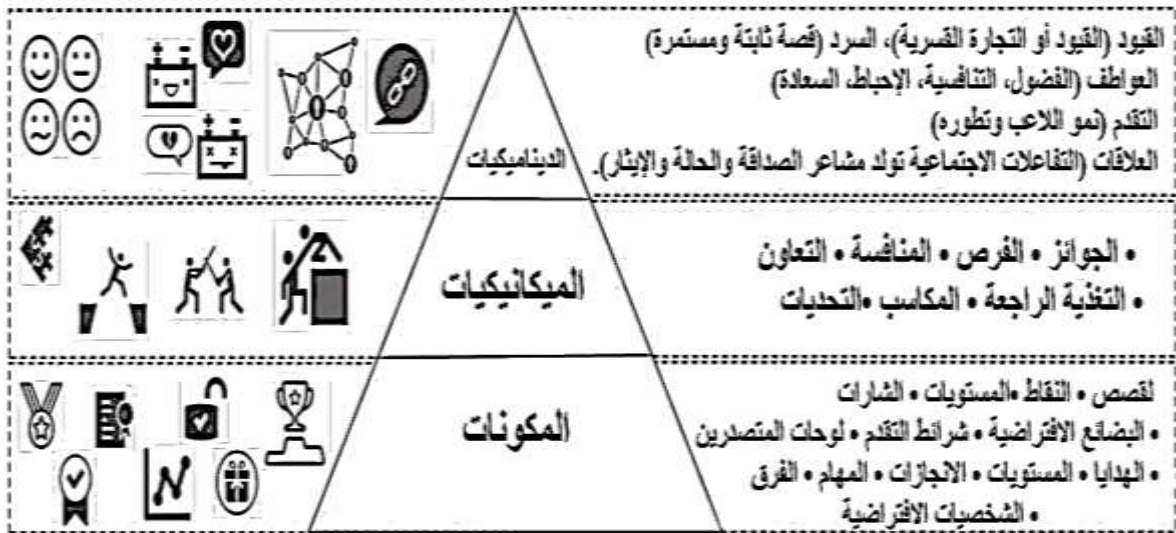 القيود (القيود أو التجارة القسرية)، السرد (قصة ثابتة ومستمرة)
العواطف (الفضول، التنافسية، الإحباط، السعادة)
التقدم (نمو اللاعب وتطوره)
العلاقات (التفاعلات الاجتماعية تولد مشاعر الصداقة والحالة والإيثار).
الديناميكيات
• الجوائز • الفرص • المنافسة • التعاون
• التغذية الراجعة • المكاسب •التحديات
الميكانيكيات
لقصص • النقاط •المستويات • الشارات
• البضائع الافتراضية • شرائط التقدم • لوحات المتصدرين
• الهدايا • المستويات • الانجازات • المهام • الفرق
• الشخصيات الافتراضية
المكونات